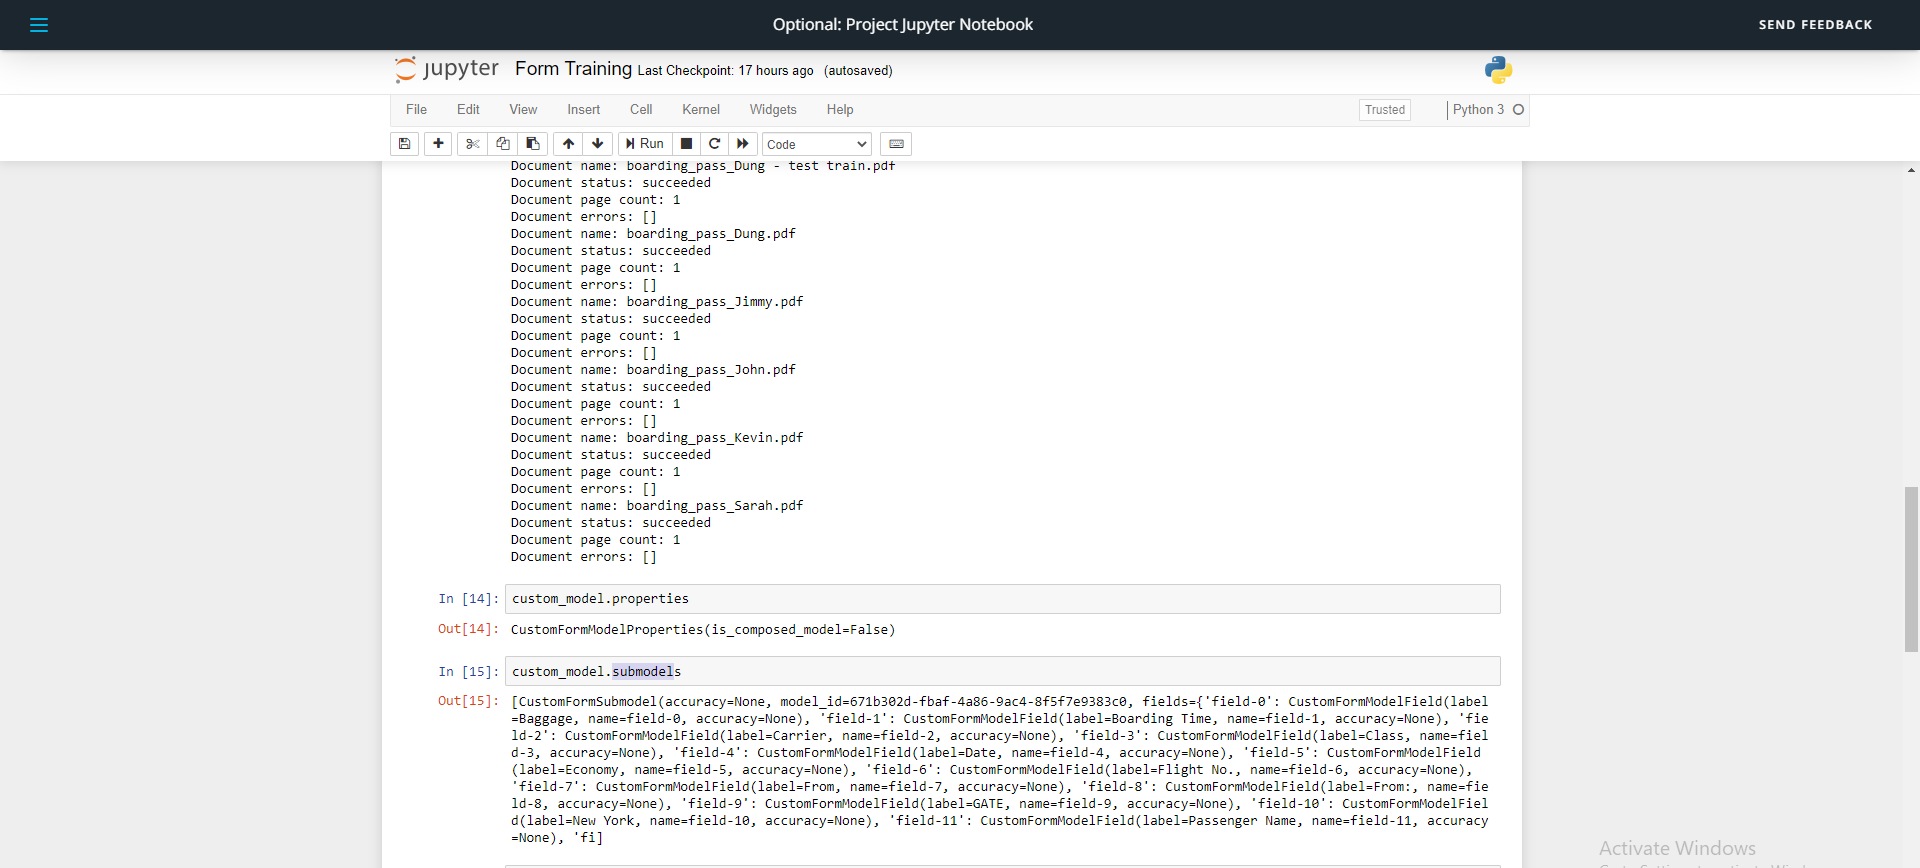 Optional: Project Jupyter Notebook
SEND FEEDBACK
jupyter Form Training Last Checkpoint: 17 hours ago (autosaved)
File Edit View Insert Cell Kernel Widgets Help Trusted Python 3
Run Code
Document name: boarding_pass_Dung - test train.pdf
Document status: succeeded
Document page count: 1
Document errors: []
Document name: boarding_pass_Dung.pdf
Document status: succeeded
Document page count: 1
Document errors: []
Document name: boarding_pass_Jimmy.pdf
Document status: succeeded
Document page count: 1
Document errors: []
Document name: boarding_pass_John.pdf
Document status: succeeded
Document page count: 1
Document errors: []
Document name: boarding_pass_Kevin.pdf
Document status: succeeded
Document page count: 1
Document errors: []
Document name: boarding_pass_Sarah.pdf
Document status: succeeded
Document page count: 1
Document errors: []
In [14]: custom_model.properties
Out[14]: CustomFormModelProperties(is_composed_model=False)
In [15]: custom_model.submodels
Out[15]: [CustomFormSubmodel(accuracy=None, model_id=671b302d-fbaf-4a86-9ac4-8f5f7e9383c0, fields={'field-0': CustomFormModelField(label
=Baggage, name=field-0, accuracy=None), 'field-1': CustomFormModelField(label=Boarding Time, name=field-1, accuracy=None), 'fie
ld-2': CustomFormModelField(label=Carrier, name=field-2, accuracy=None), 'field-3': CustomFormModelField(label=Class, name=fiel
d-3, accuracy=None), 'field-4': CustomFormModelField(label=Date, name=field-4, accuracy=None), 'field-5': CustomFormModelField
(label=Economy, name=field-5, accuracy=None), 'field-6': CustomFormModelField(label=Flight No., name=field-6, accuracy=None),
'field-7': CustomFormModelField(label=From, name=field-7, accuracy=None), 'field-8': CustomFormModelField(label=From:, name=fie
ld-8, accuracy=None), 'field-9': CustomFormModelField(label=GATE, name=field-9, accuracy=None), 'field-10': CustomFormModelFiel
d(label=New York, name=field-10, accuracy=None), 'field-11': CustomFormModelField(label=Passenger Name, name=field-11, accuracy
=None), 'fi]
Activate Windows